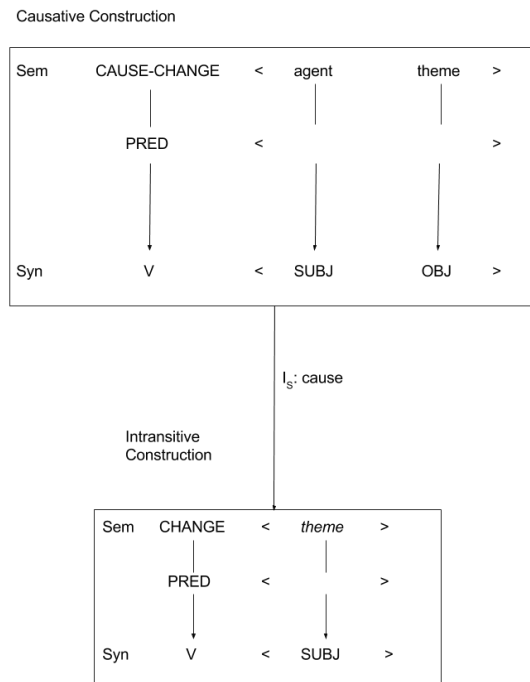 Causative Construction
Sem CAUSE-CHANGE < agent theme >
PRED < >
Syn V < SUBJ OBJ >
I_S: cause
Intransitive
Construction
Sem CHANGE < theme >
PRED < >
Syn V < SUBJ >